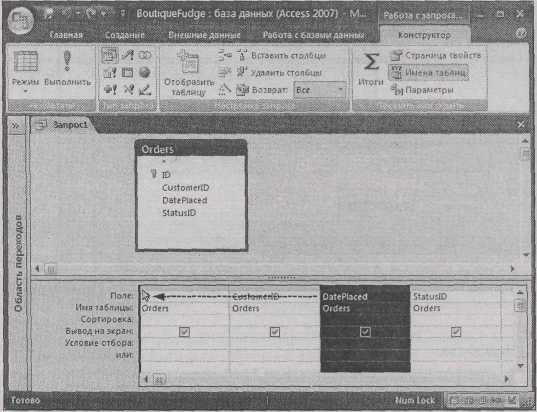 BoutiqueFudge : база данных (Access 2007) - M...
Работа с запроса...
Главная
Создание
Внешние данные
Работа с базами данных
Конструктор
Режим
Выполнить
Результаты
Тип запроса
Отобразить таблицу
Вставить столбцы
Удалить столбцы
Возврат: Все
Настройка запроса
Итоги
Страница свойств
Имена таблиц
Параметры
Показать или скрыть
Запрос1
Область переходов
Orders
*
ID
CustomerID
DatePlaced
StatusID
Поле: CustomerID DatePlaced StatusID
Имя таблицы: Orders Orders Orders Orders
Сортировка:
Вывод на экран:
Условие отбора:
или:
Готово
Num Lock